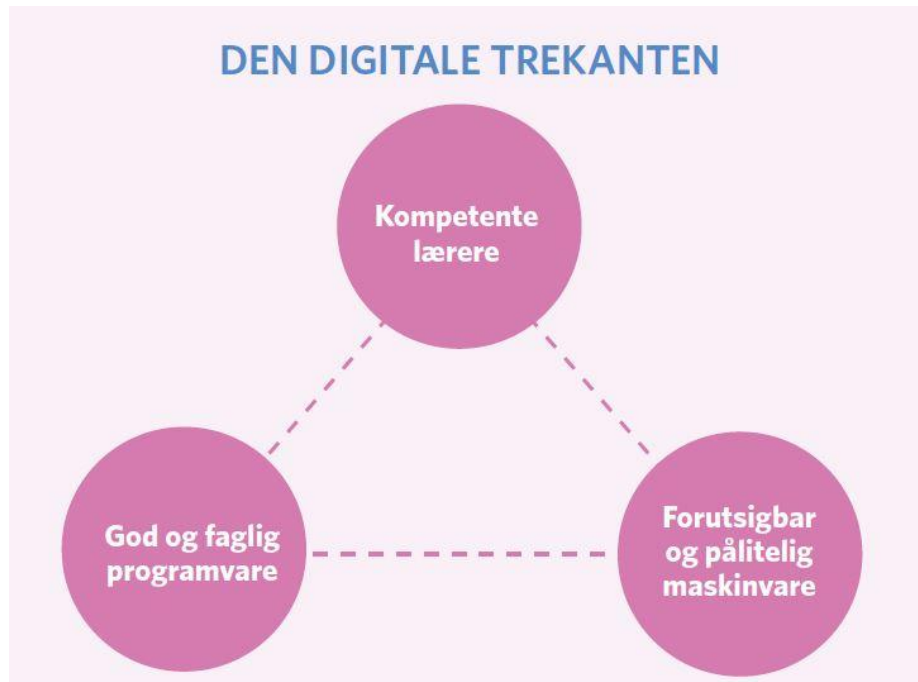 DEN DIGITALE TREKANTEN
Kompetente
lærere
God og faglig
programvare
Forutsigbar
og pålitelig
maskinvare